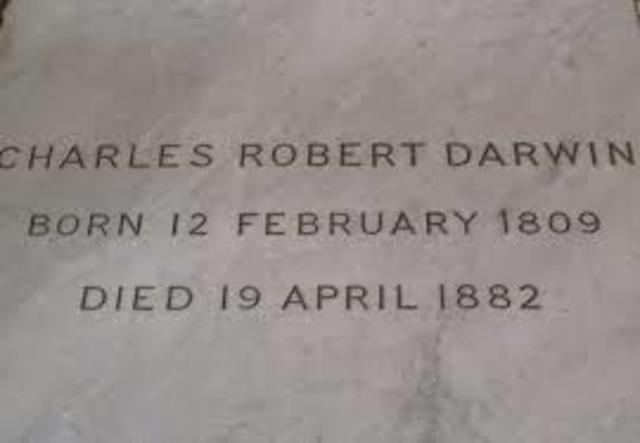 CHARLES ROBERT DARWIN
BORN 12 FEBRUARY 1809
DIED 19 APRIL 1882